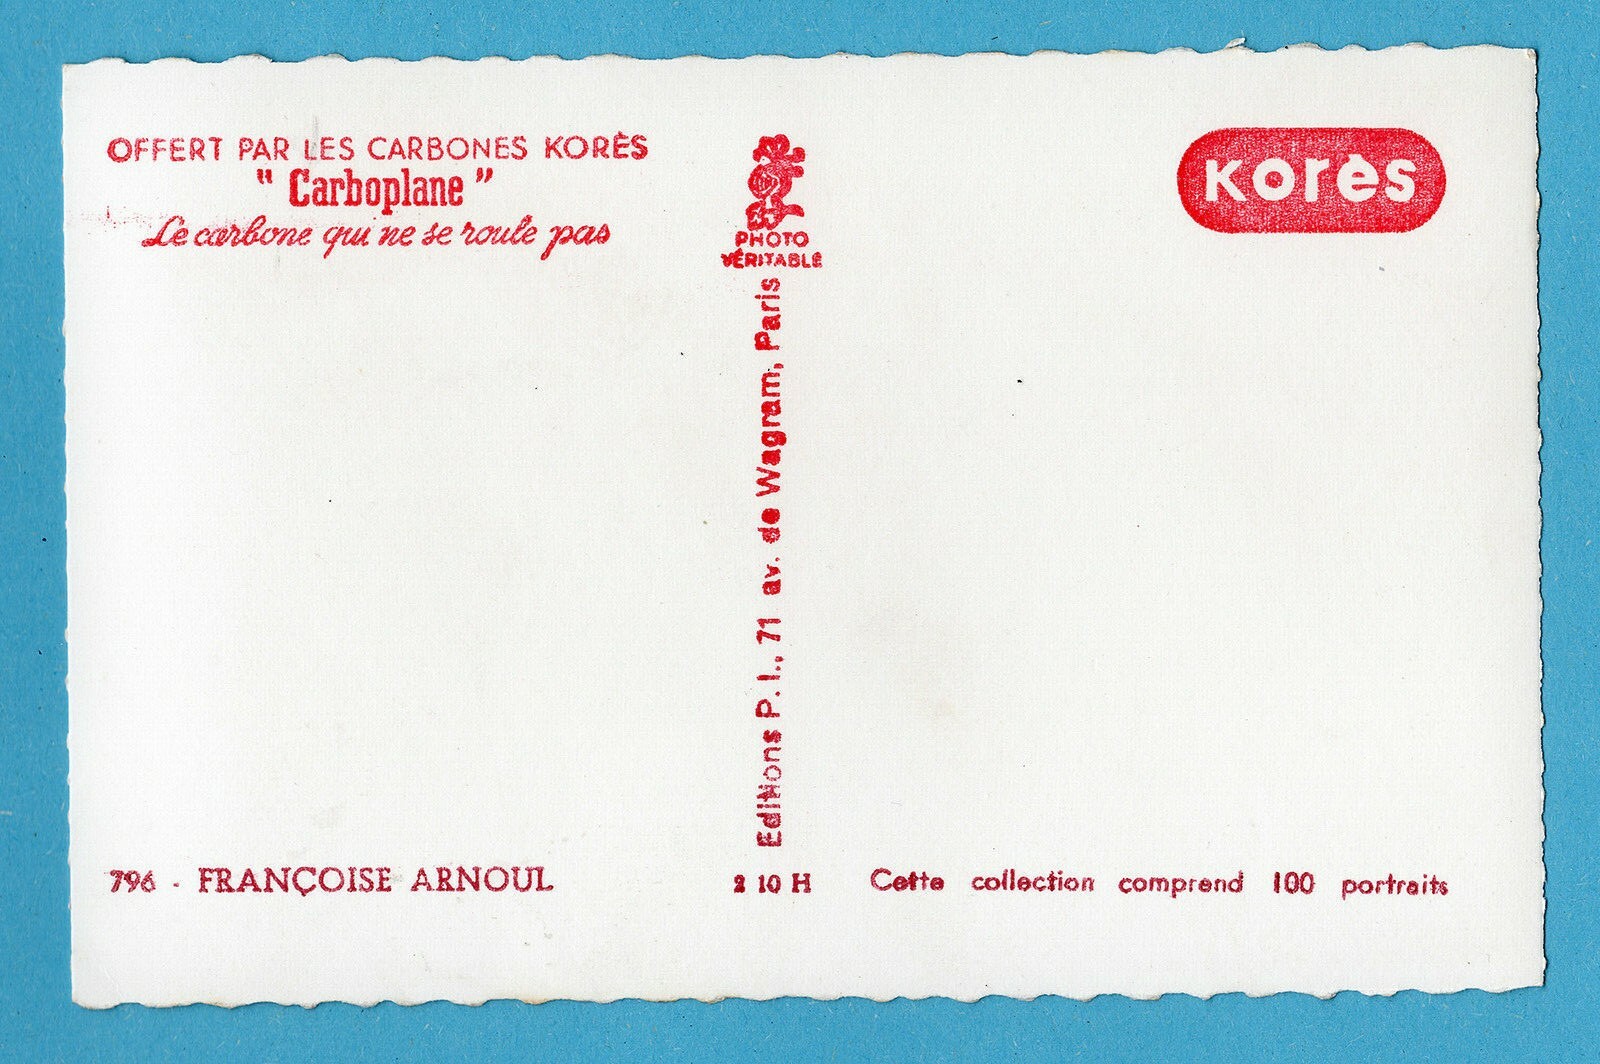 OFFERT PAR LES CARBONES KORÈS
" Carboplane "
Le carbone qui ne se roule pas
PHOTO
VÉRITABLE
Editions P. I., 71 av. de Wagram, Paris
Korès
796 - FRANÇOISE ARNOUL
2 10 H
Cette collection comprend 100 portraits